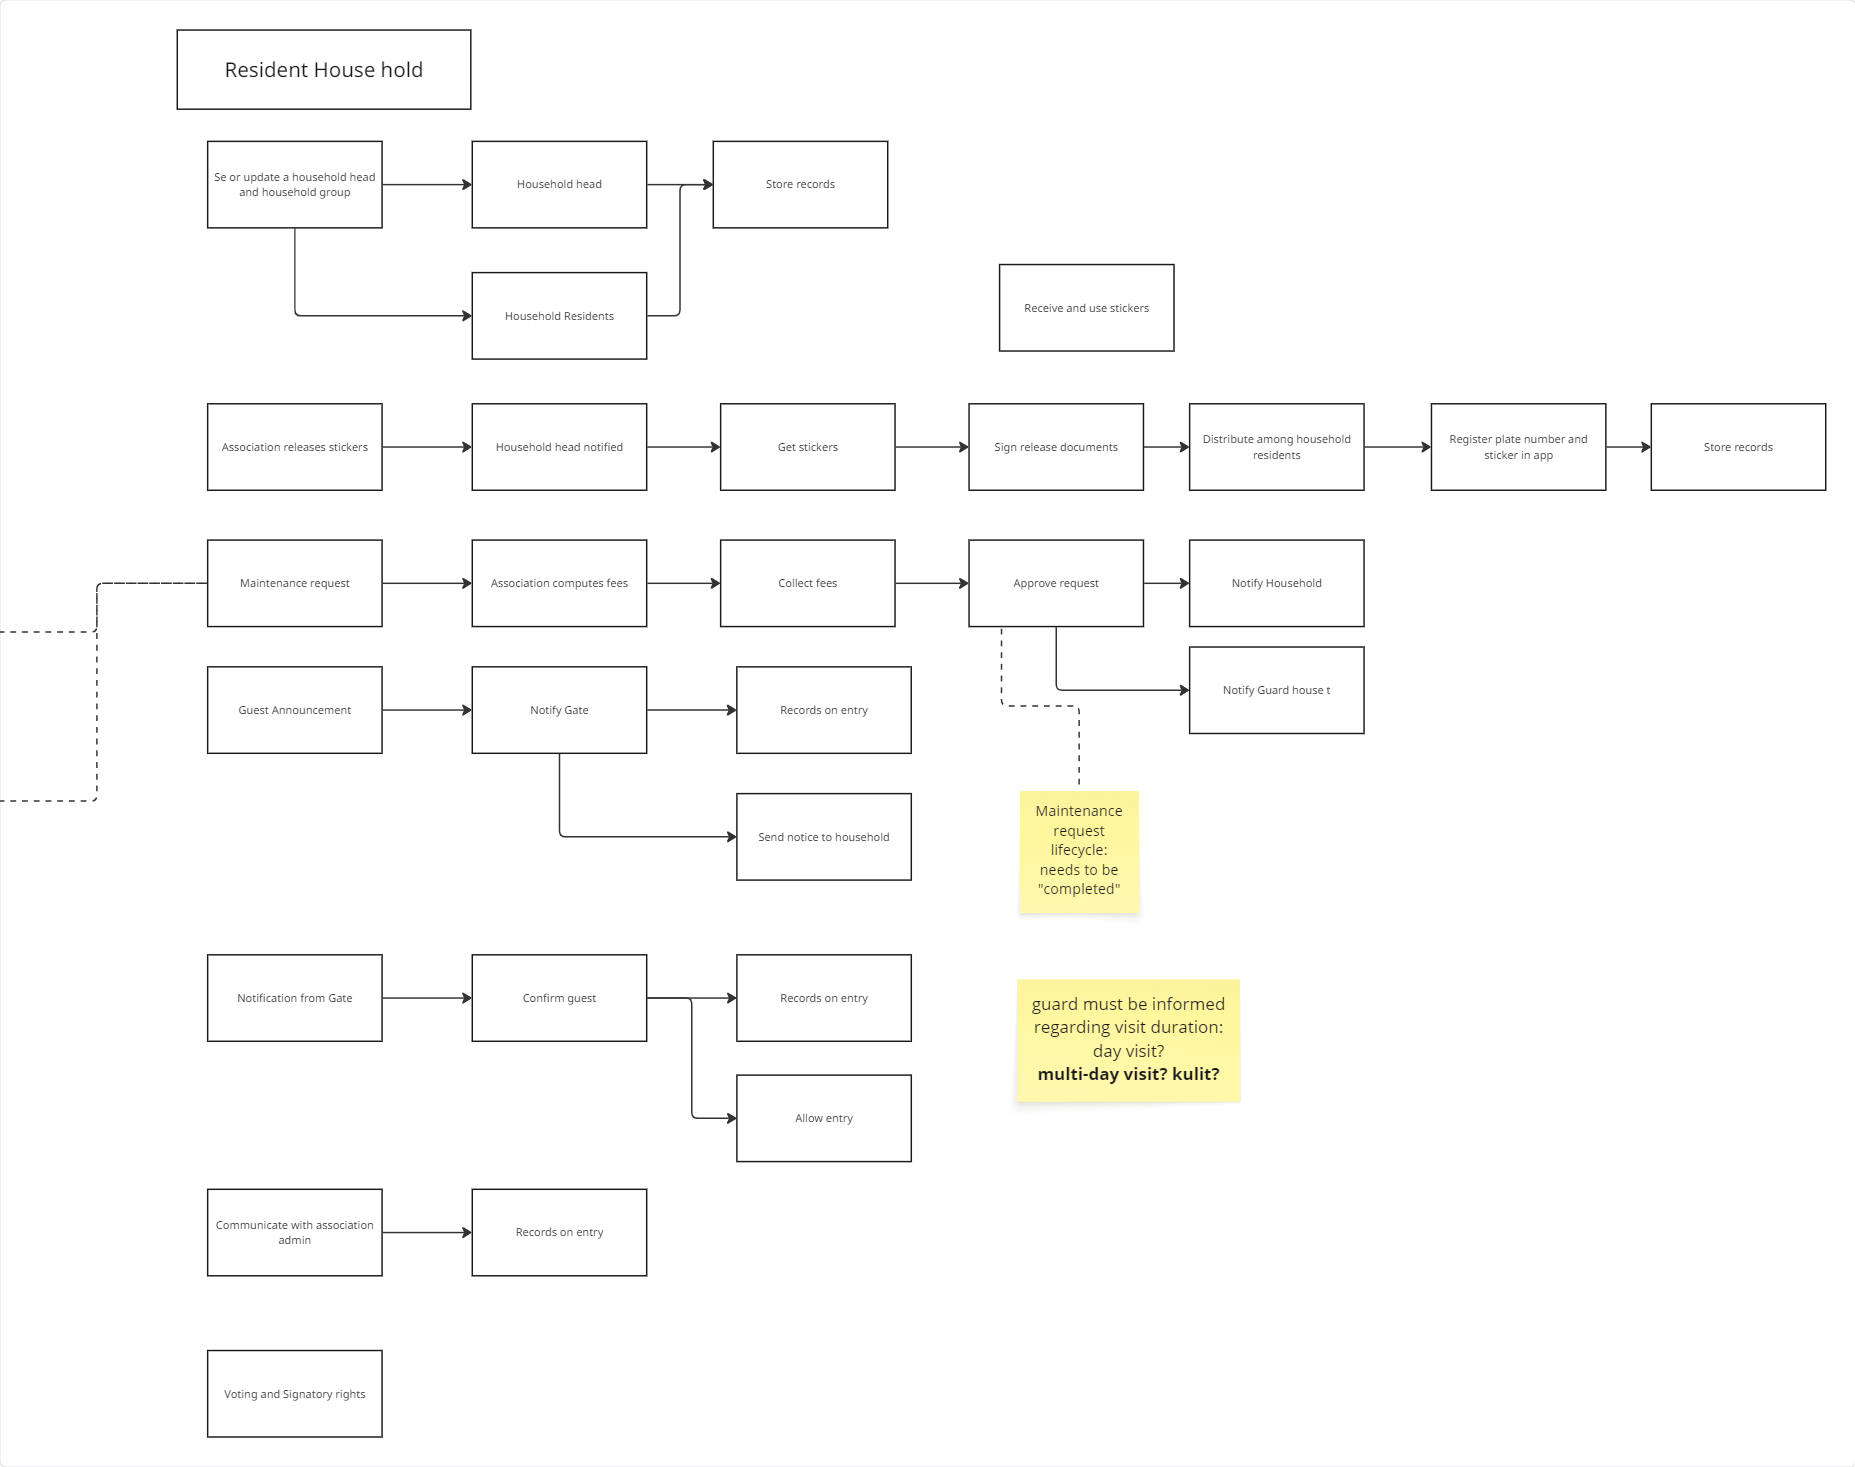 Resident House hold
Se or update a household head
and household group
Household head
Store records
Household Residents
Receive and use stickers
Association releases stickers
Household head notified
Get stickers
Sign release documents
Distribute among household
residents
Register plate number and
sticker in app
Store records
Maintenance request
Association computes fees
Collect fees
Approve request
Notify Household
Notify Guard house t
Guest Announcement
Notify Gate
Records on entry
Send notice to household
Maintenance
request
lifecycle:
needs to be
"completed"
Notification from Gate
Confirm guest
Records on entry
guard must be informed
regarding visit duration:
day visit?
multi-day visit? kulit?
Allow entry
Communicate with association
admin
Records on entry
Voting and Signatory rights